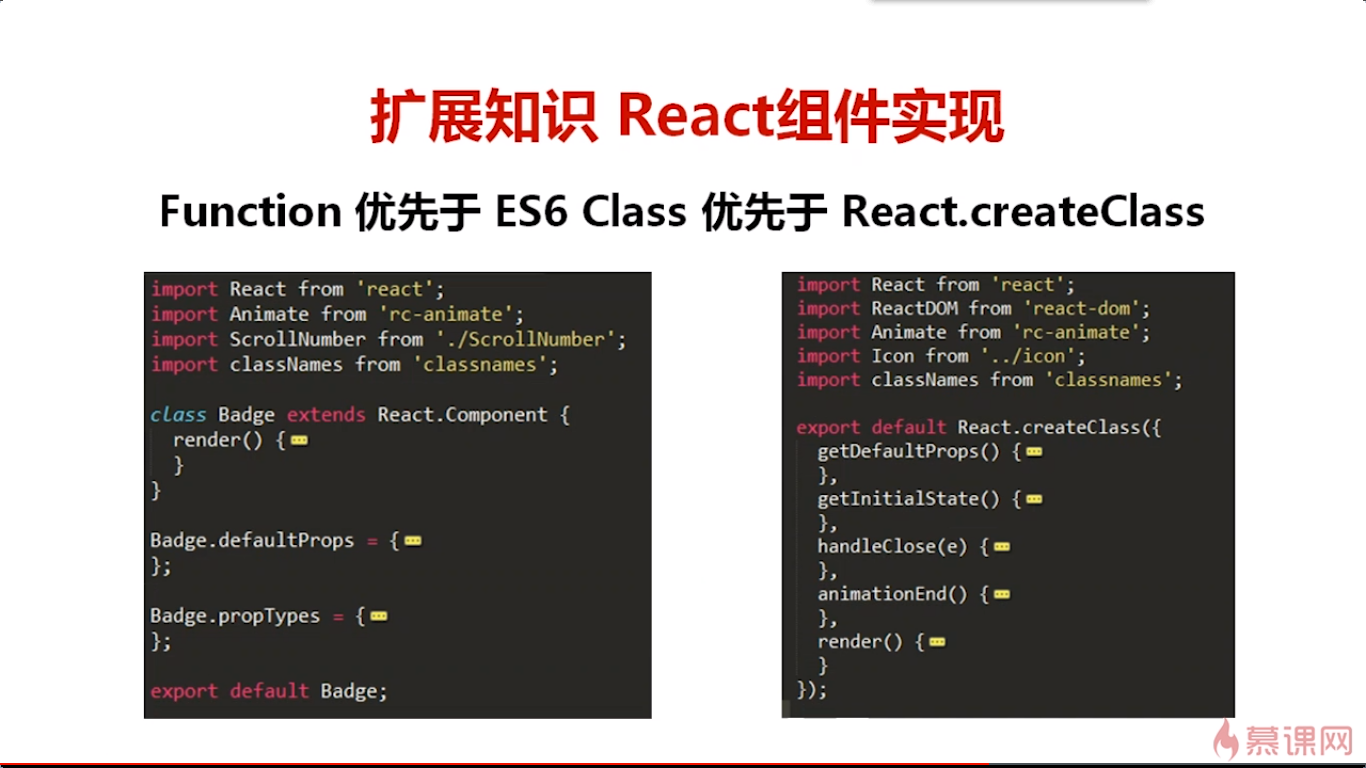 扩展知识 React组件实现
Function 优先于 ES6 Class 优先于 React.createClass
import React from 'react';
import Animate from 'rc-animate';
import ScrollNumber from './ScrollNumber';
import classNames from 'classnames';
class Badge extends React.Component {
render() {
}
}
Badge.defaultProps = {
};
Badge.propTypes = {
};
export default Badge;
import React from 'react';
import ReactDOM from 'react-dom';
import Animate from 'rc-animate';
import Icon from '../icon';
import classNames from 'classnames';
export default React.createClass({
getDefaultProps() {
},
getInitialState() {
},
handleClose(e) {
},
animationEnd() {
},
render() {
}
});
慕课网